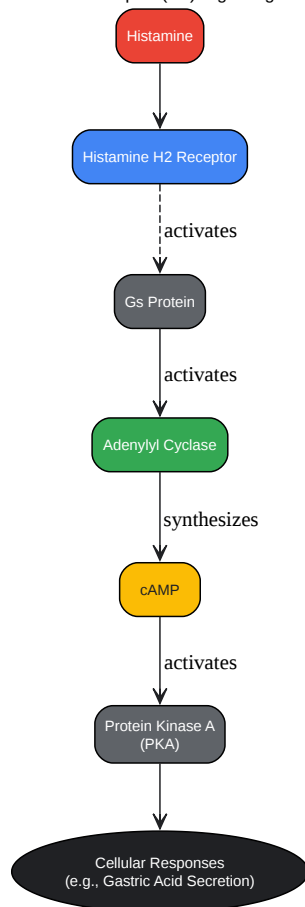 Histamine
Histamine H2 Receptor
activates
Gs Protein
activates
Adenylyl Cyclase
synthesizes
cAMP
activates
Protein Kinase A
(PKA)
Cellular Responses
(e.g., Gastric Acid Secretion)